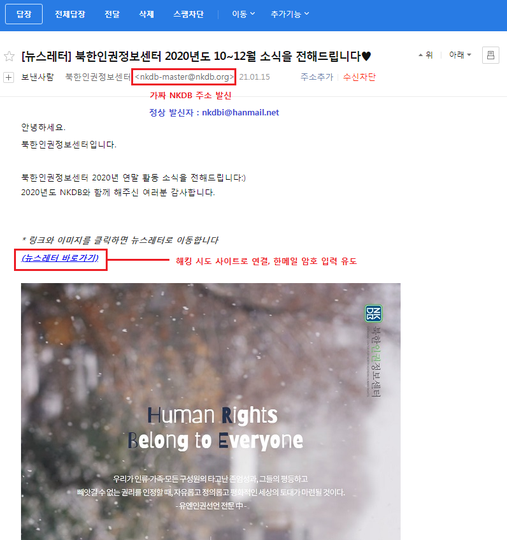 답장 전체답장 전달 삭제 스팸차단 이동 추가기능
[뉴스레터] 북한인권정보센터 2020년도 10~12월 소식을 전해드립니다♥ 위 아래
보낸사람 북한인권정보센터 <nkdb-master@nkdb.org> 21.01.15 주소추가 수신차단
가짜 NKDB 주소 발신
정상 발신자 : nkdbi@hanmail.net
안녕하세요.
북한인권정보센터입니다.
북한인권정보센터 2020년 연말 활동 소식을 전해드립니다:)
2020년도 NKDB와 함께 해주신 여러분 감사합니다.
* 링크와 이미지를 클릭하면 뉴스레터로 이동합니다
(뉴스레터 바로가기)
해킹 시도 사이트로 연결, 한메일 암호 입력 유도
NK
DB
북한인권정보센터
Human Rights
Belong to Everyone
우리가 인류 가족 모든 구성원의 타고난 존엄성과, 그들의 평등하고
빼앗길 수 없는 권리를 인정할 때, 자유롭고 정의롭고 평화적인 세상의 토대가 마련될 것이다.
- 유엔인권선언 전문 中 -